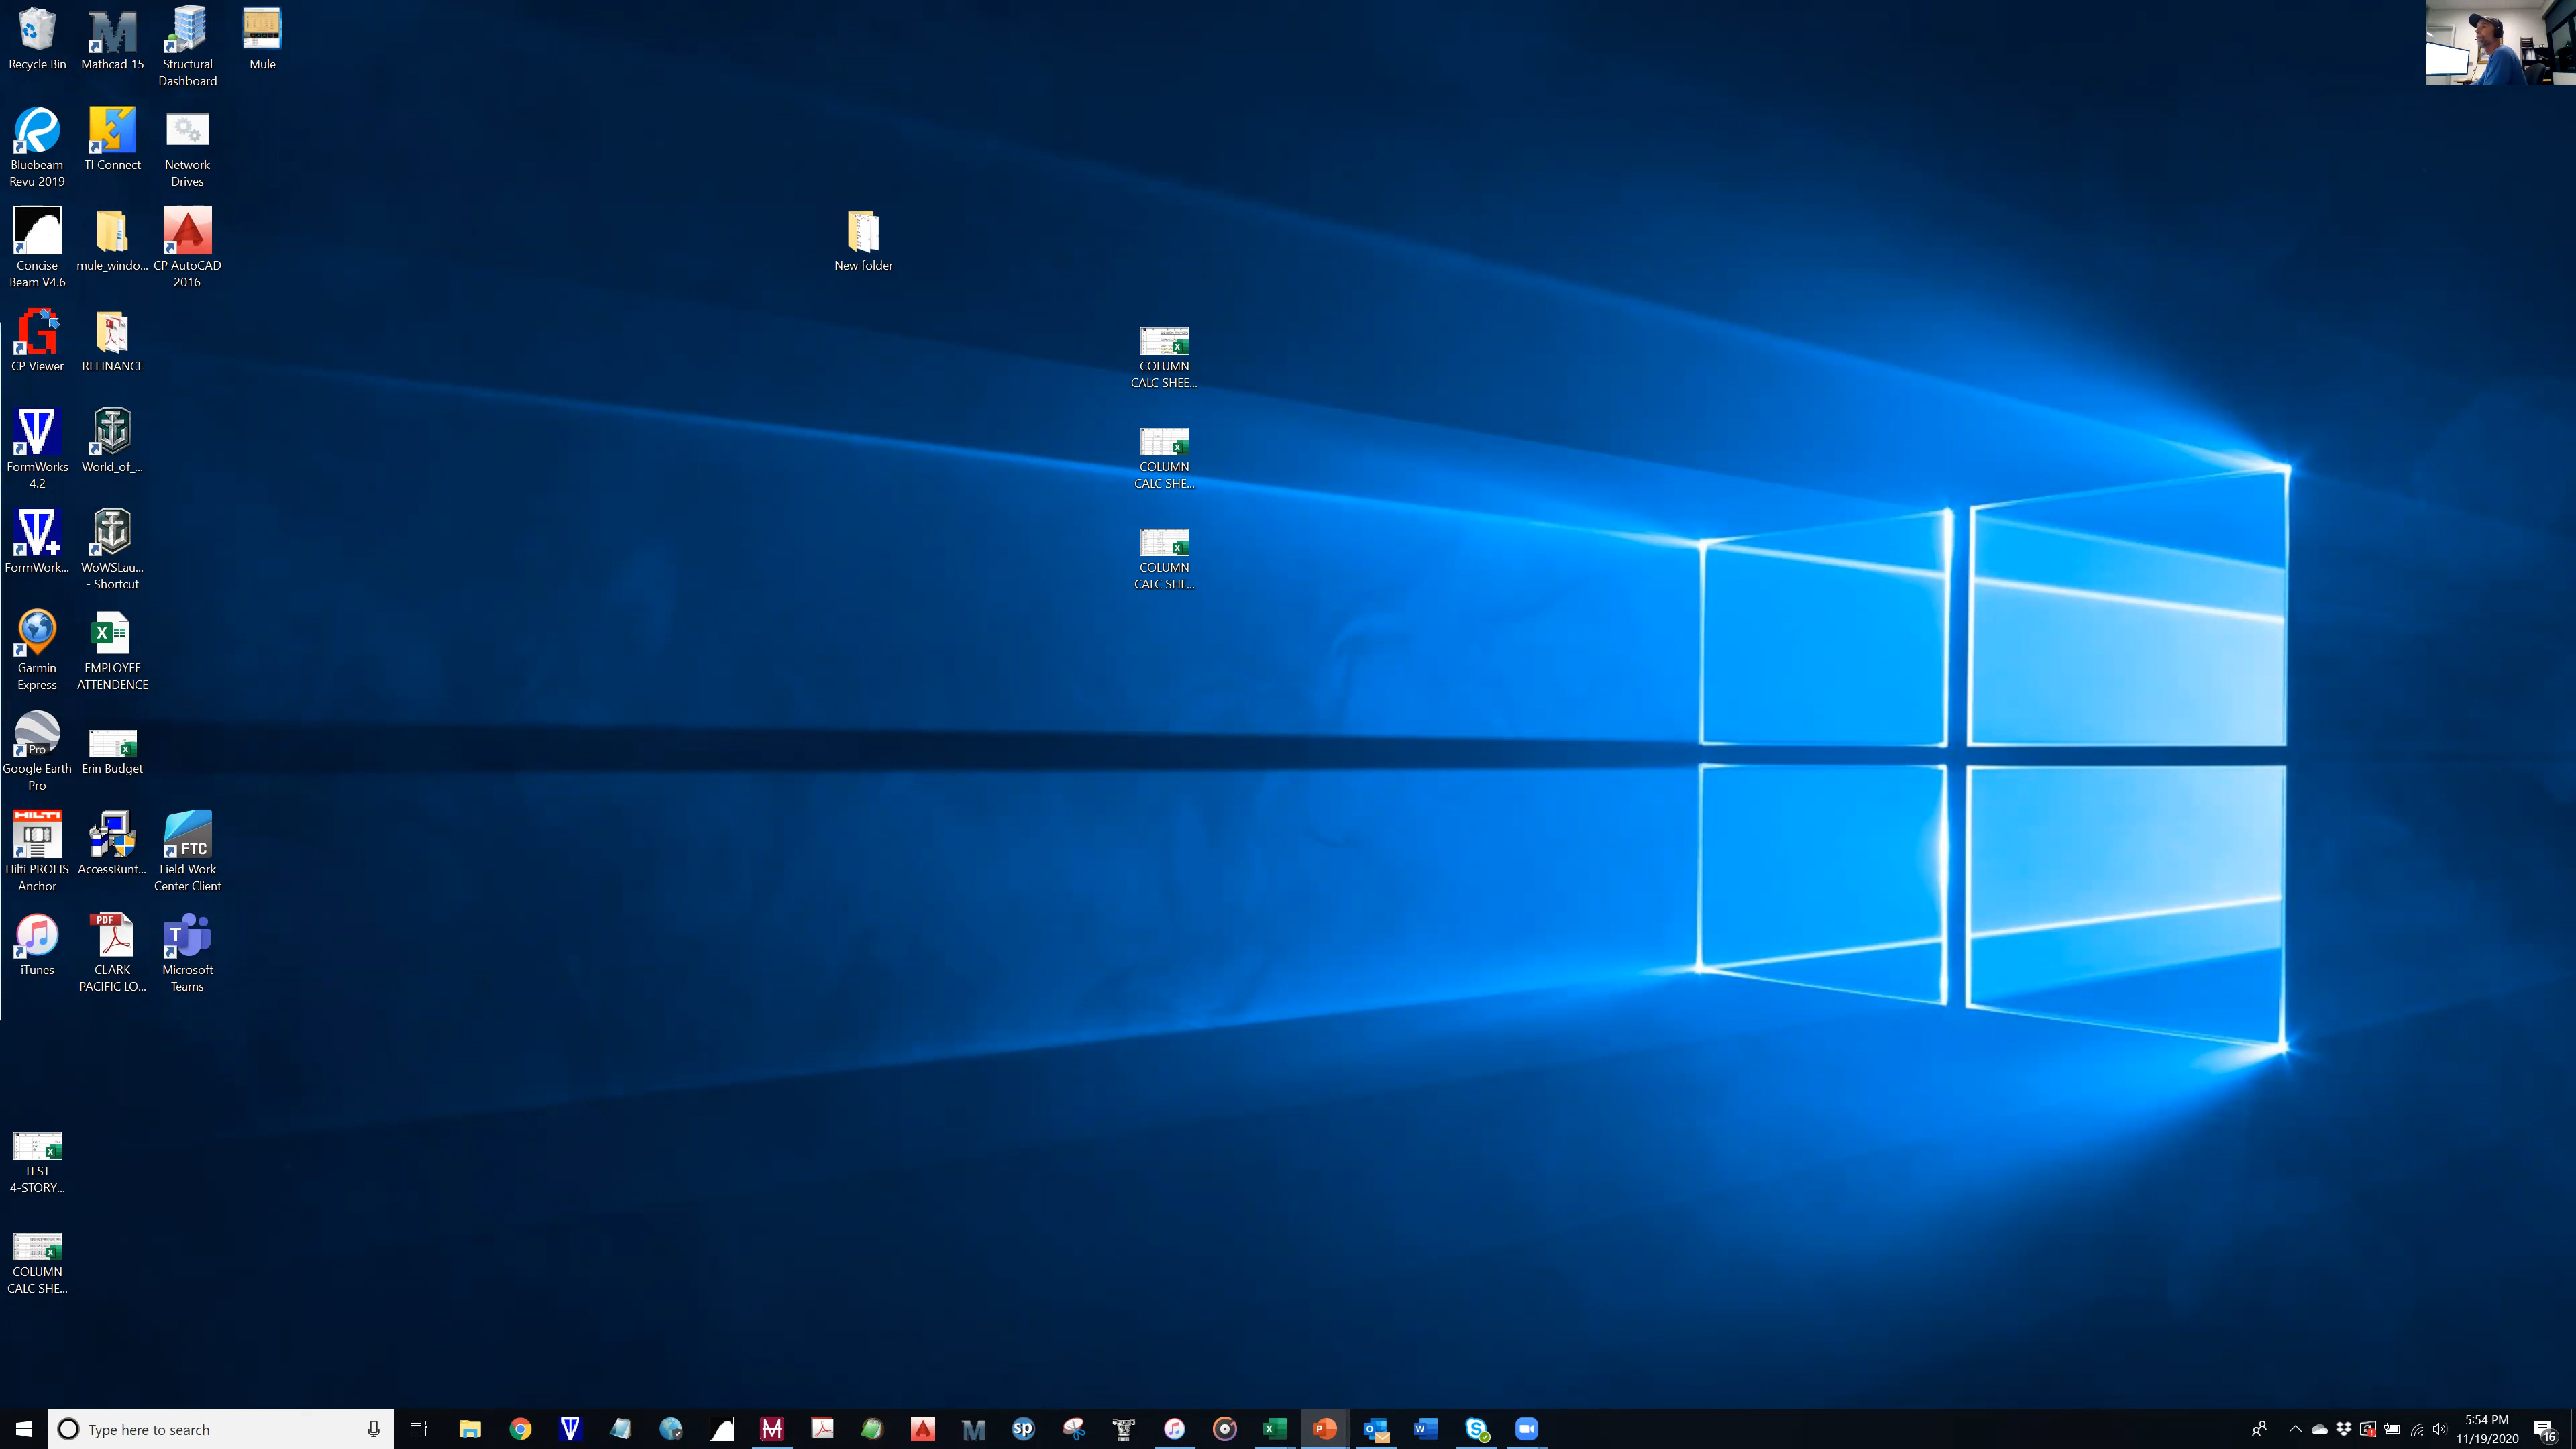 Recycle Bin
Mathcad 15
Structural
Dashboard
Mule
Bluebeam
Revu 2019
TI Connect
Network
Drives
Concise
Beam V4.6
mule_windo...
CP AutoCAD
2016
New folder
CP Viewer
REFINANCE
COLUMN
CALC SHEE...
FormWorks
4.2
World_of_...
COLUMN
CALC SHE...
FormWork...
WoWSLau...
- Shortcut
COLUMN
CALC SHE...
Garmin
Express
EMPLOYEE
ATTENDENCE
Pro
Google Earth
Pro
Erin Budget
HILTI
Hilti PROFIS
Anchor
AccessRunt...
FTC
Field Work
Center Client
iTunes
PDF
CLARK
PACIFIC LO...
T
Microsoft
Teams
TEST
4-STORY...
COLUMN
CALC SHE...
Type here to search
sp
5:54 PM
11/19/2020
16